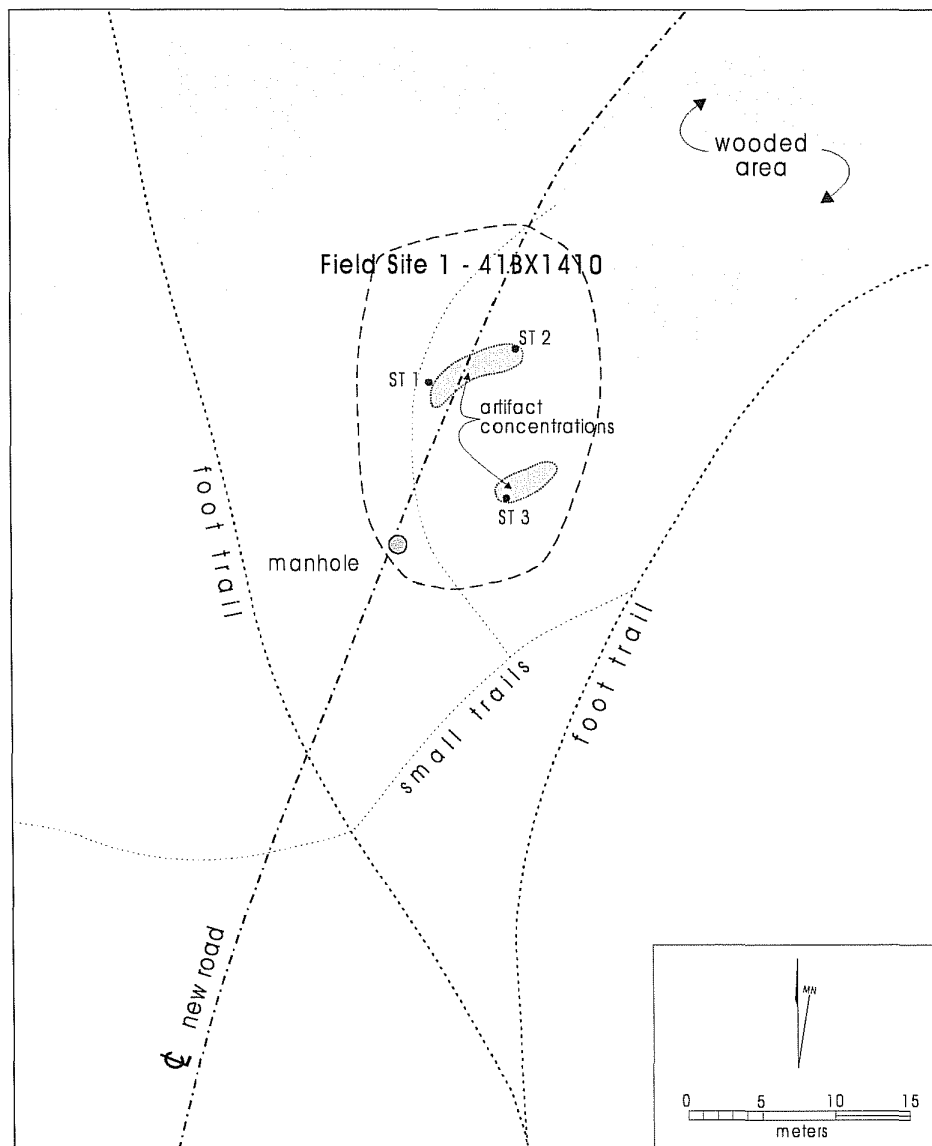 wooded
area
Field Site 1 - 41BX1410
ST 2
ST 1
artifact
concentrations
ST 3
foot trail
manhole
small trails
foot trail
℄ new road
MN
0 5 10 15
meters